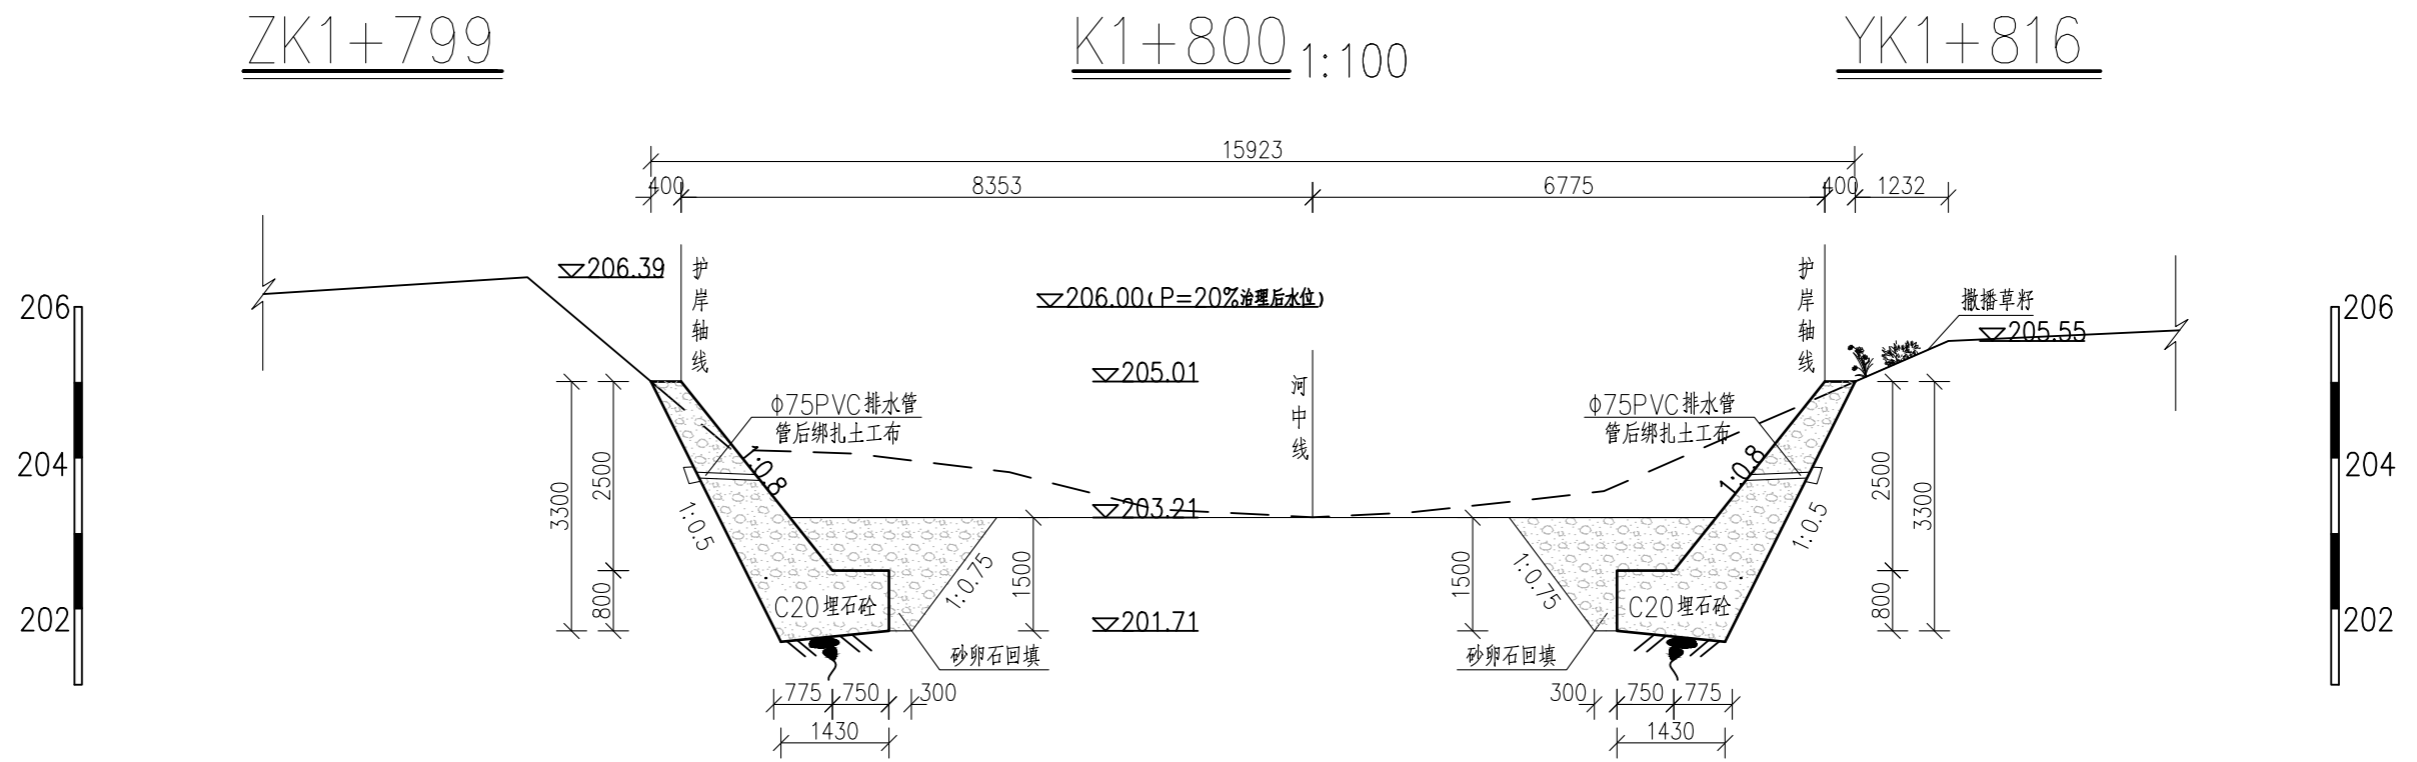 ZK1+799
K1+800 1:100
YK1+816
15923
400 8353 6775 400 1232
206.39
护岸轴线
206.00(P=20%治理后水位)
护岸轴线
撒播草籽
205.55
206
206
205.01
河中线
φ75PVC排水管
管后绑扎土工布
φ75PVC排水管
管后绑扎土工布
1:0.8
1:0.8
204
204
3300
2500
2500
3300
203.21
1:0.5
1:0.5
1:0.75
1500
1500
1:0.75
800
C20埋石砼
C20埋石砼
800
202
202
201.71
砂卵石回填
砂卵石回填
775 750 300
300 750 775
1430
1430